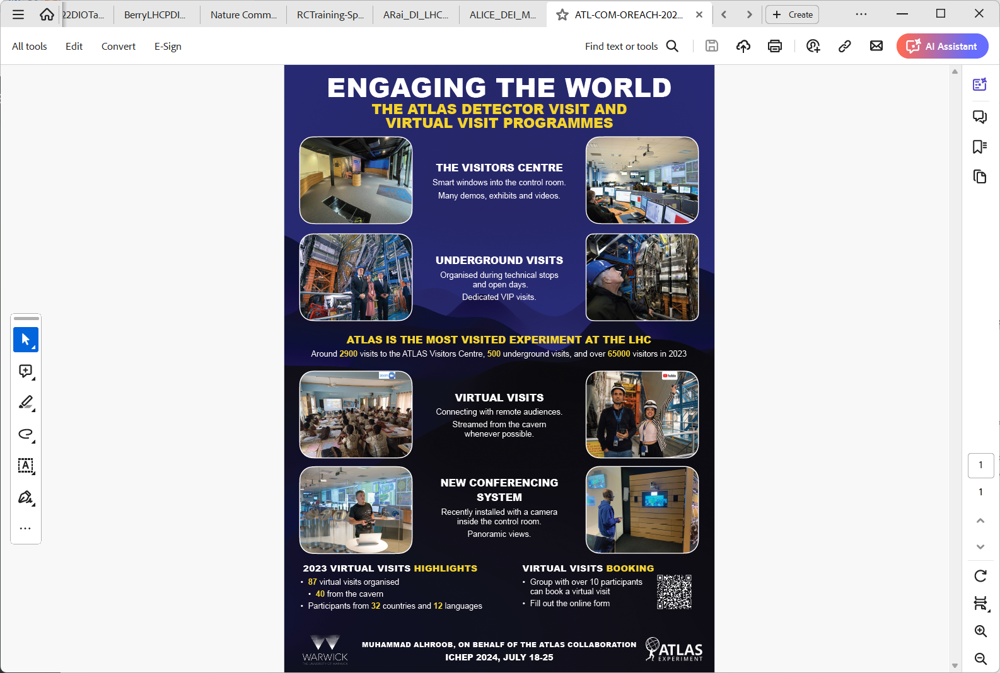 22DIOTa...
BerryLHCPDI...
Nature Comm...
RCTraining-Sp...
ARai_DI_LHC...
ALICE_DEI_M...
ATL-COM-OREACH-202...
Create
All tools
Edit
Convert
E-Sign
Find text or tools
AI Assistant
ENGAGING THE WORLD
THE ATLAS DETECTOR VISIT AND
VIRTUAL VISIT PROGRAMMES
THE VISITORS CENTRE
Smart windows into the control room.
Many demos, exhibits and videos.
UNDERGROUND VISITS
Organised during technical stops
and open days.
Dedicated VIP visits.
ATLAS IS THE MOST VISITED EXPERIMENT AT THE LHC
Around 2900 visits to the ATLAS Visitors Centre, 500 underground visits, and over 65000 visitors in 2023
zoom
YouTube
VIRTUAL VISITS
Connecting with remote audiences.
Streamed from the cavern
whenever possible.
NEW CONFERENCING
SYSTEM
Recently installed with a camera
inside the control room.
Panoramic views.
2023 VIRTUAL VISITS HIGHLIGHTS
• 87 virtual visits organised
• 40 from the cavern
• Participants from 32 countries and 12 languages
VIRTUAL VISITS BOOKING
• Group with over 10 participants
can book a virtual visit
• Fill out the online form
WARWICK
THE UNIVERSITY OF WARWICK
MUHAMMAD ALHROOB, ON BEHALF OF THE ATLAS COLLABORATION
ICHEP 2024, JULY 18-25
ATLAS
EXPERIMENT
1
1